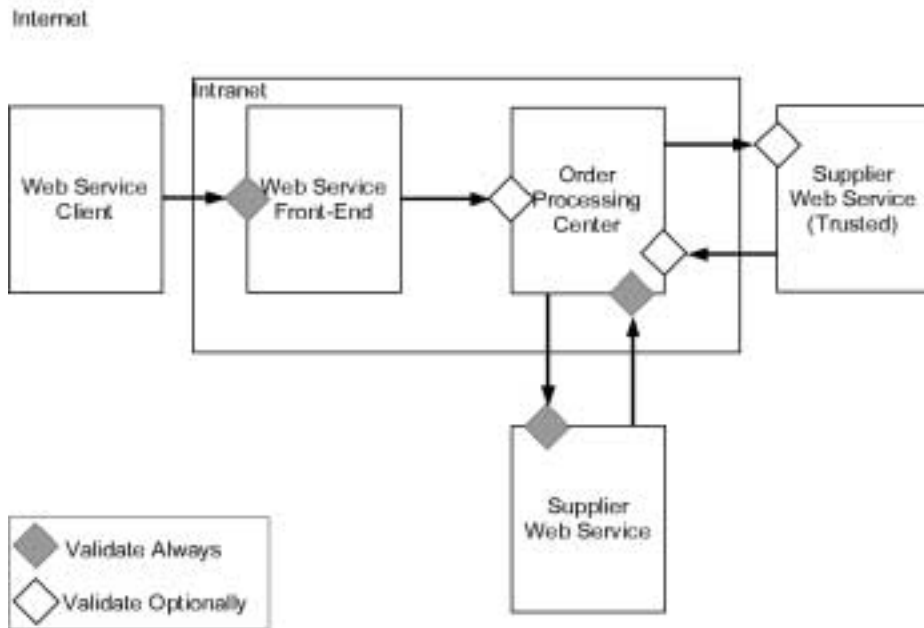 Internet
Intranet
Web Service
Client
Web Service
Front-End
Order
Processing
Center
Supplier
Web Service
(Trusted)
Supplier
Web Service
Validate Always
Validate Optionally